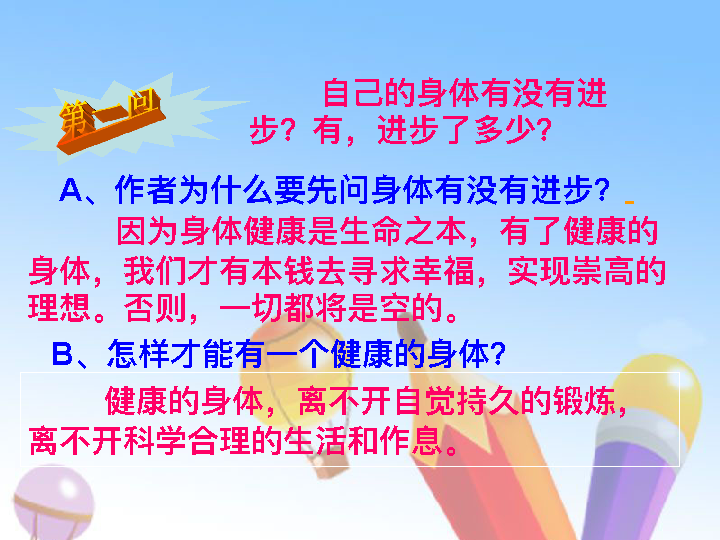 第一问
自己的身体有没有进
步？有，进步了多少？
A、作者为什么要先问身体有没有进步？
因为身体健康是生命之本，有了健康的
身体，我们才有本钱去寻求幸福，实现崇高的
理想。否则，一切都将是空的。
B、怎样才能有一个健康的身体？
健康的身体，离不开自觉持久的锻炼，
离不开科学合理的生活和作息。